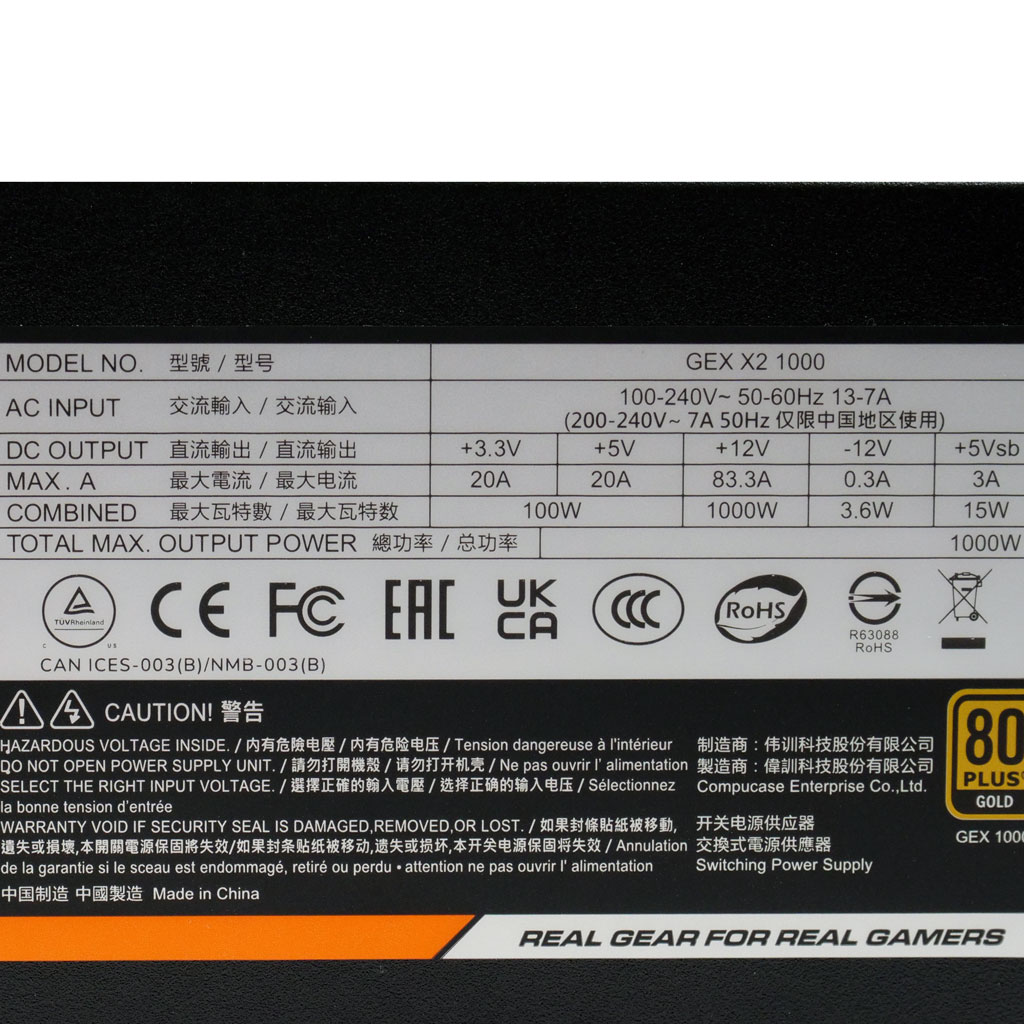 MODEL NO. 型號 / 型号 GEX X2 1000
AC INPUT 交流輸入 / 交流输入 100-240V~ 50-60Hz 13-7A
(200-240V~ 7A 50Hz 仅限中国地区使用)
DC OUTPUT 直流輸出 / 直流输出 +3.3V +5V +12V -12V +5Vsb
MAX. A 最大電流 / 最大电流 20A 20A 83.3A 0.3A 3A
COMBINED 最大瓦特數 / 最大瓦特数 100W 1000W 3.6W 15W
TOTAL MAX. OUTPUT POWER 總功率 / 总功率 1000W
TÜVRheinland
C US
CE FC EAC UK CA CCC RoHS
R63088
RoHS
CAN ICES-003(B)/NMB-003(B)
CAUTION! 警告
HAZARDOUS VOLTAGE INSIDE. / 內有危險電壓 / 内有危险电压 / Tension dangereuse à l'intérieur
DO NOT OPEN POWER SUPPLY UNIT. / 請勿打開機殼 / 请勿打开机壳 / Ne pas ouvrir l' alimentation
SELECT THE RIGHT INPUT VOLTAGE. / 選擇正確的輸入電壓 / 选择正确的输入电压 / Sélectionnez
la bonne tension d'entrée
WARRANTY VOID IF SECURITY SEAL IS DAMAGED,REMOVED,OR LOST. / 如果封條貼紙被移動,
遺失或損壞,本開關電源保固將失效/如果封条贴纸被移动,遗失或损坏,本开关电源保固将失效 / Annulation
de la garantie si le sceau est endommagé, retiré ou perdu • attention ne pas ouvrir l' alimentation
中国制造 中國製造 Made in China
制造商：伟训科技股份有限公司
製造商：偉訓科技股份有限公司
Compucase Enterprise Co.,Ltd.
开关电源供应器
交換式電源供應器
Switching Power Supply
80
PLUS®
GOLD
GEX 1000
REAL GEAR FOR REAL GAMERS